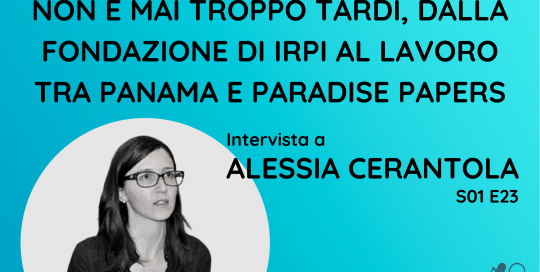 NON È MAI TROPPO TARDI, DALLA
FONDAZIONE DI IRPI AL LAVORO
TRA PANAMA E PARADISE PAPERS
Intervista a
ALESSIA CERANTOLA
S01 E23